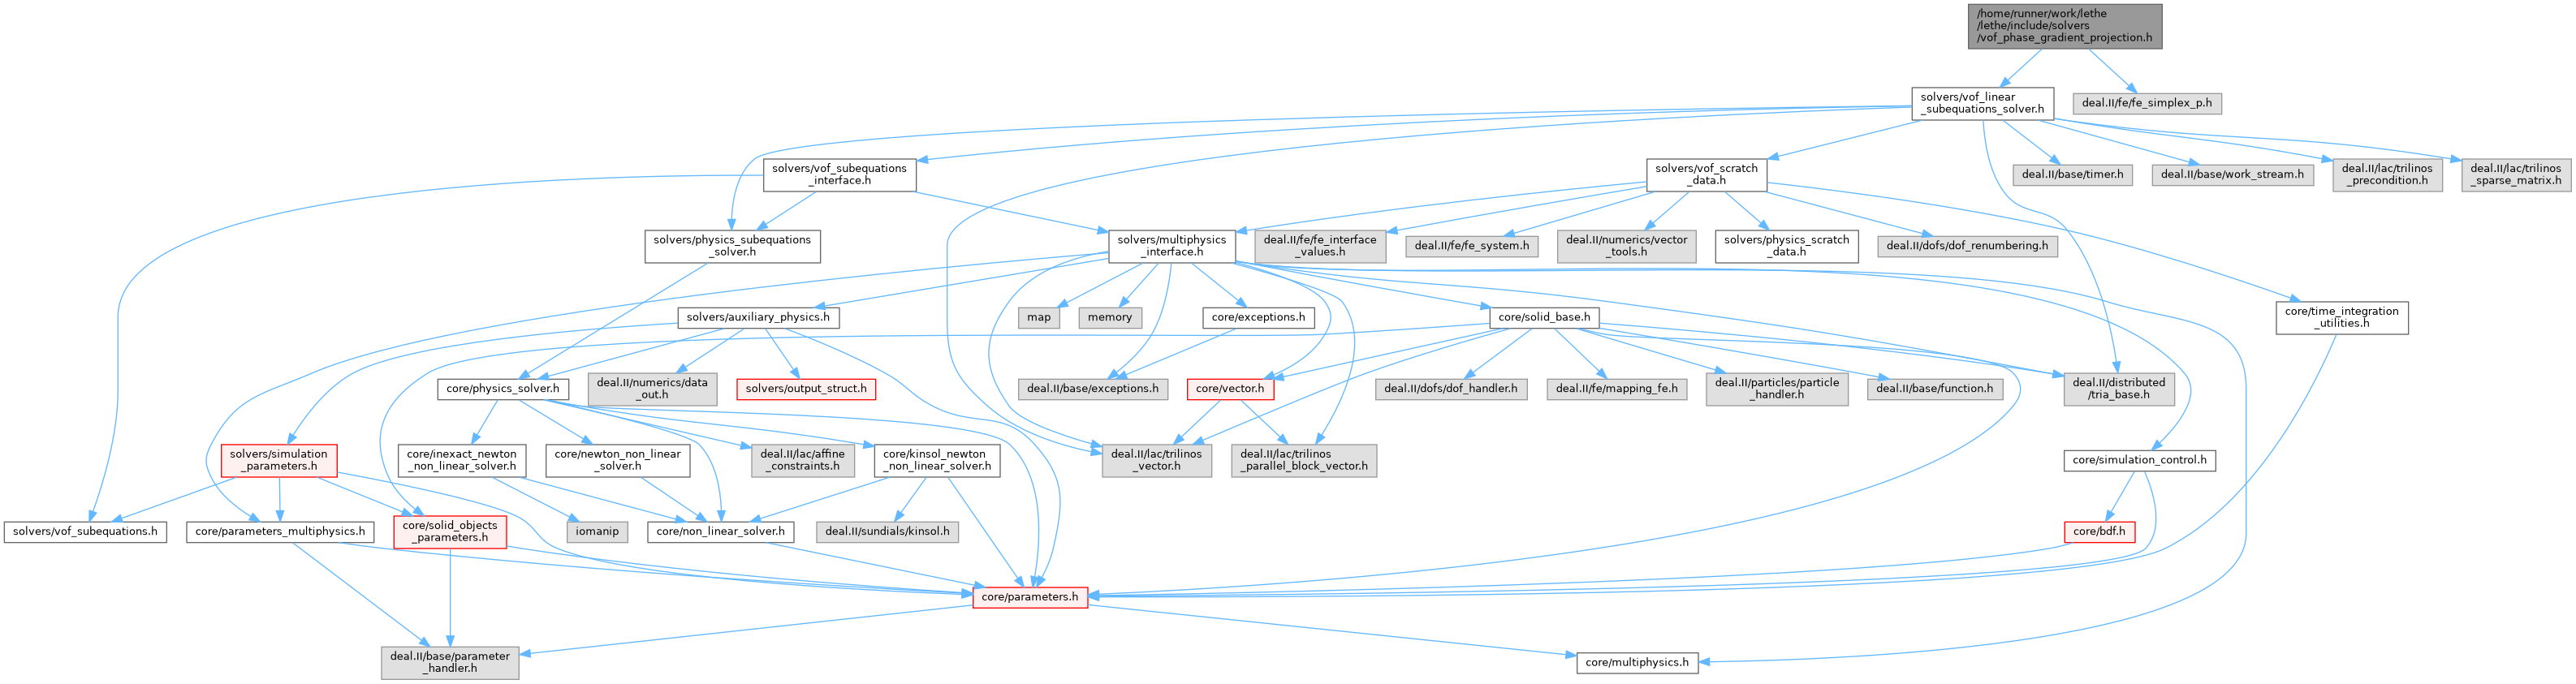 /home/runner/work/lethe
/lethe/include/solvers
/vof_phase_gradient_projection.h
solvers/vof_linear
_subequations_solver.h
deal.II/fe/fe_simplex_p.h
solvers/vof_subequations
_interface.h
solvers/vof_scratch
_data.h
deal.II/base/timer.h
deal.II/base/work_stream.h
deal.II/lac/trilinos
_precondition.h
deal.II/lac/trilinos
_sparse_matrix.h
solvers/physics_subequations
_solver.h
solvers/multiphysics
_interface.h
deal.II/fe/fe_interface
_values.h
deal.II/fe/fe_system.h
deal.II/numerics/vector
_tools.h
solvers/physics_scratch
_data.h
deal.II/dofs/dof_renumbering.h
solvers/auxiliary_physics.h
map
memory
core/exceptions.h
core/solid_base.h
core/time_integration
_utilities.h
core/physics_solver.h
deal.II/numerics/data
_out.h
solvers/output_struct.h
deal.II/base/exceptions.h
core/vector.h
deal.II/dofs/dof_handler.h
deal.II/fe/mapping_fe.h
deal.II/particles/particle
_handler.h
deal.II/base/function.h
deal.II/distributed
/tria_base.h
solvers/simulation
_parameters.h
core/inexact_newton
_non_linear_solver.h
core/newton_non_linear
_solver.h
deal.II/lac/affine
_constraints.h
core/kinsol_newton
_non_linear_solver.h
deal.II/lac/trilinos
_vector.h
deal.II/lac/trilinos
_parallel_block_vector.h
core/simulation_control.h
solvers/vof_subequations.h
core/parameters_multiphysics.h
core/solid_objects
_parameters.h
iomanip
core/non_linear_solver.h
deal.II/sundials/kinsol.h
core/bdf.h
core/parameters.h
deal.II/base/parameter
_handler.h
core/multiphysics.h